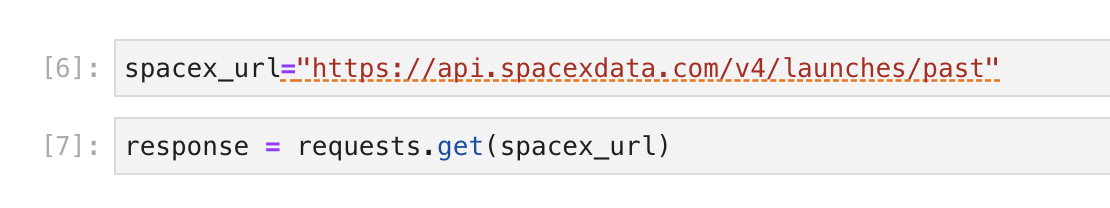 [6]: spacex_url="https://api.spacexdata.com/v4/launches/past"
[7]: response = requests.get(spacex_url)